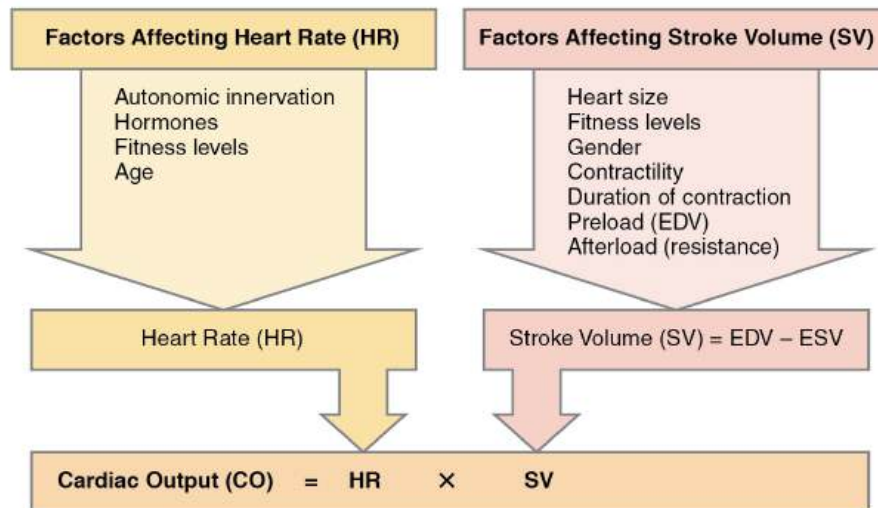 Factors Affecting Heart Rate (HR)
Autonomic innervation
Hormones
Fitness levels
Age
Heart Rate (HR)
Factors Affecting Stroke Volume (SV)
Heart size
Fitness levels
Gender
Contractility
Duration of contraction
Preload (EDV)
Afterload (resistance)
Stroke Volume (SV) = EDV – ESV
Cardiac Output (CO) = HR × SV